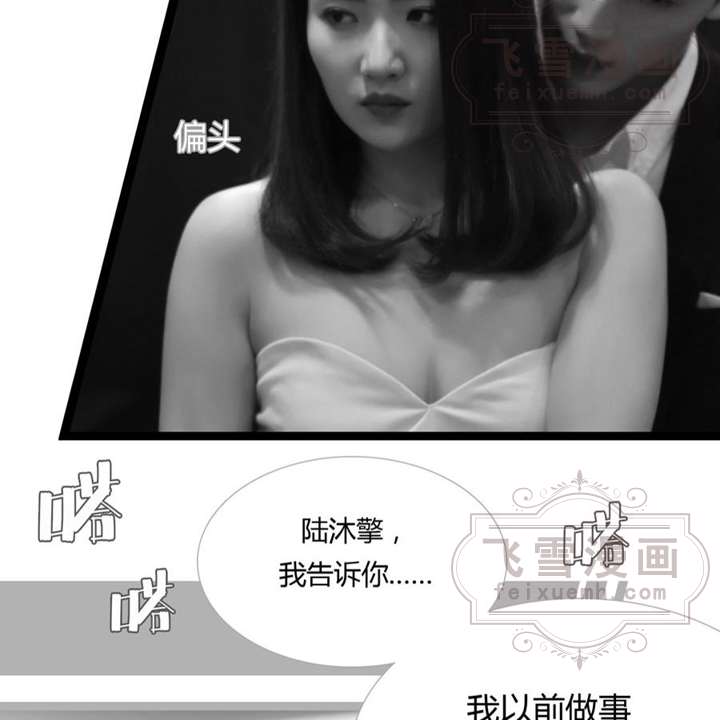 飞雪漫画
feixuemh.com
偏头
嗒
嗒
嗒
陆沐擎，
我告诉你……
飞雪漫画
feixuemh.com
我以前做事